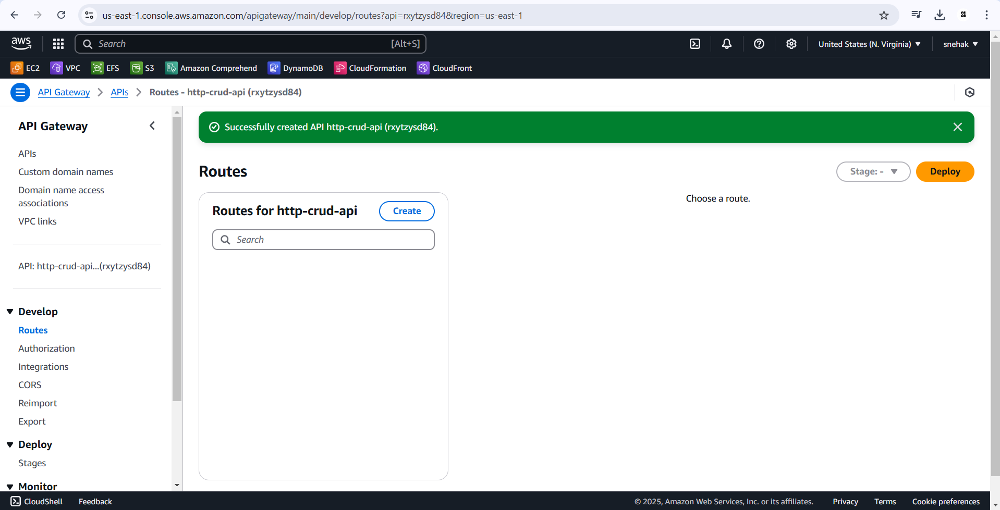 us-east-1.console.aws.amazon.com/apigateway/main/develop/routes?api=rxytzysd84&region=us-east-1
21
aws
Search
[Alt+S]
United States (N. Virginia)
snehak
EC2
VPC
EFS
S3
Amazon Comprehend
DynamoDB
CloudFormation
CloudFront
API Gateway
APIs
Routes - http-crud-api (rxytzysd84)
API Gateway
APIs
Custom domain names
Domain name access
associations
VPC links
API: http-crud-api...(rxytzysd84)
Develop
Routes
Authorization
Integrations
CORS
Reimport
Export
Deploy
Stages
Monitor
Successfully created API http-crud-api (rxytzysd84).
Routes
Stage: -
Deploy
Routes for http-crud-api
Create
Search
Choose a route.
CloudShell
Feedback
© 2025, Amazon Web Services, Inc. or its affiliates.
Privacy
Terms
Cookie preferences